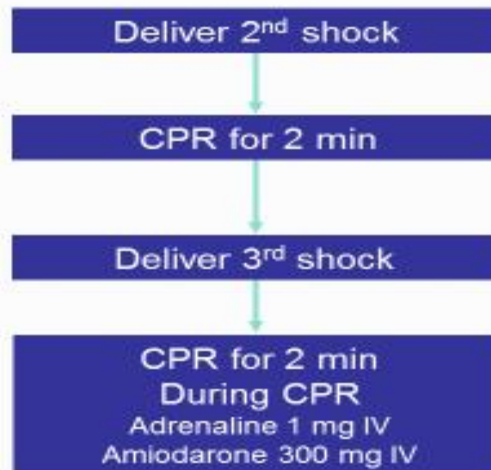 Deliver 2nd shock
CPR for 2 min
Deliver 3rd shock
CPR for 2 min
During CPR
Adrenaline 1 mg IV
Amiodarone 300 mg IV